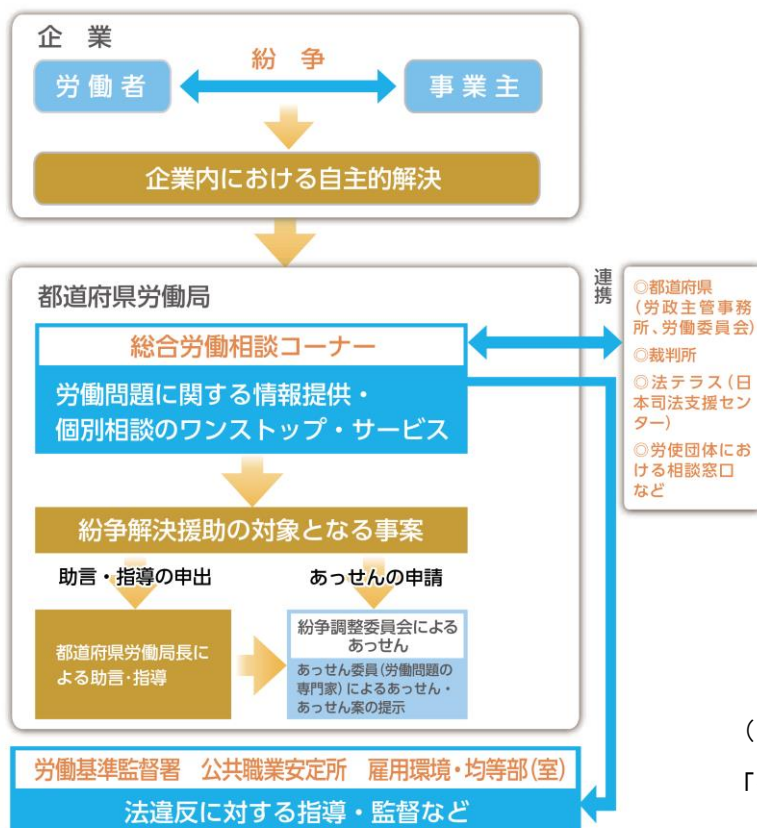 企　業
紛　争
労 働 者
事 業 主
企業内における自主的解決
都道府県労働局
総合労働相談コーナー
労働問題に関する情報提供・
個別相談のワンストップ・サービス
連携
◎都道府県
(労政主管事務
所、労働委員会)
◎裁判所
◎法テラス(日
本司法支援セン
ター)
◎労使団体にお
ける相談窓口
など
紛争解決援助の対象となる事案
助言・指導の申出
あっせんの申請
都道府県労働局長に
よる助言・指導
紛争調整委員会による
あっせん
あっせん委員(労働問題の
専門家)によるあっせん・
あっせん案の提示
労働基準監督署　公共職業安定所　雇用環境・均等部(室)
法違反に対する指導・監督など
（
「